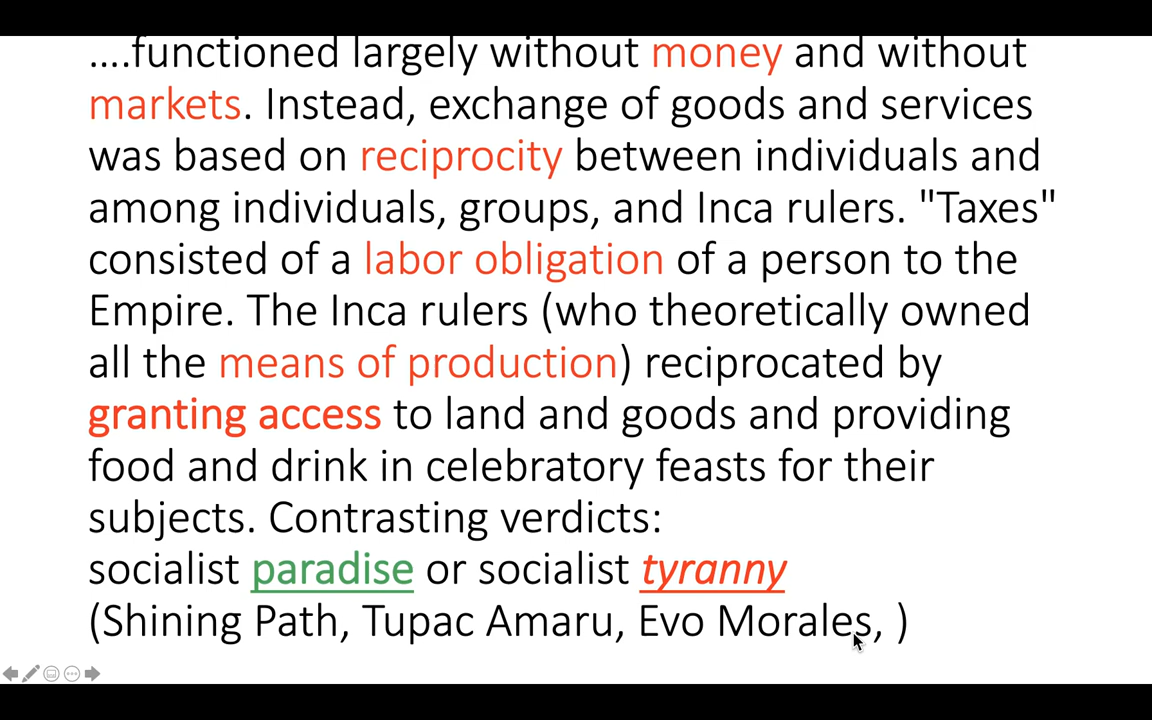 ....functioned largely without money and without
markets. Instead, exchange of goods and services
was based on reciprocity between individuals and
among individuals, groups, and Inca rulers. "Taxes"
consisted of a labor obligation of a person to the
Empire. The Inca rulers (who theoretically owned
all the means of production) reciprocated by
granting access to land and goods and providing
food and drink in celebratory feasts for their
subjects. Contrasting verdicts:
socialist paradise or socialist tyranny
(Shining Path, Tupac Amaru, Evo Morales, )